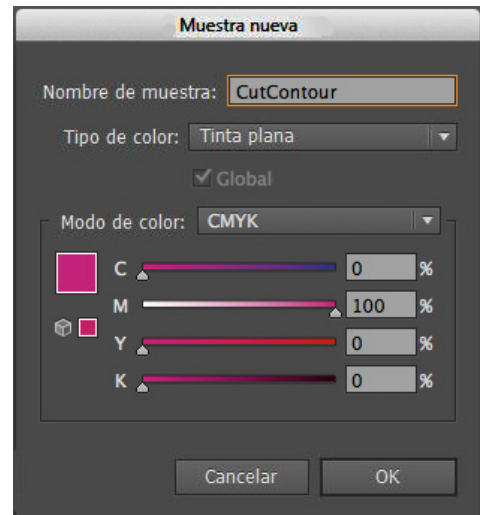 Muestra nueva
Nombre de muestra: CutContour
Tipo de color: Tinta plana
Global
Modo de color: CMYK
C 0 %
M 100 %
Y 0 %
K 0 %
Cancelar OK